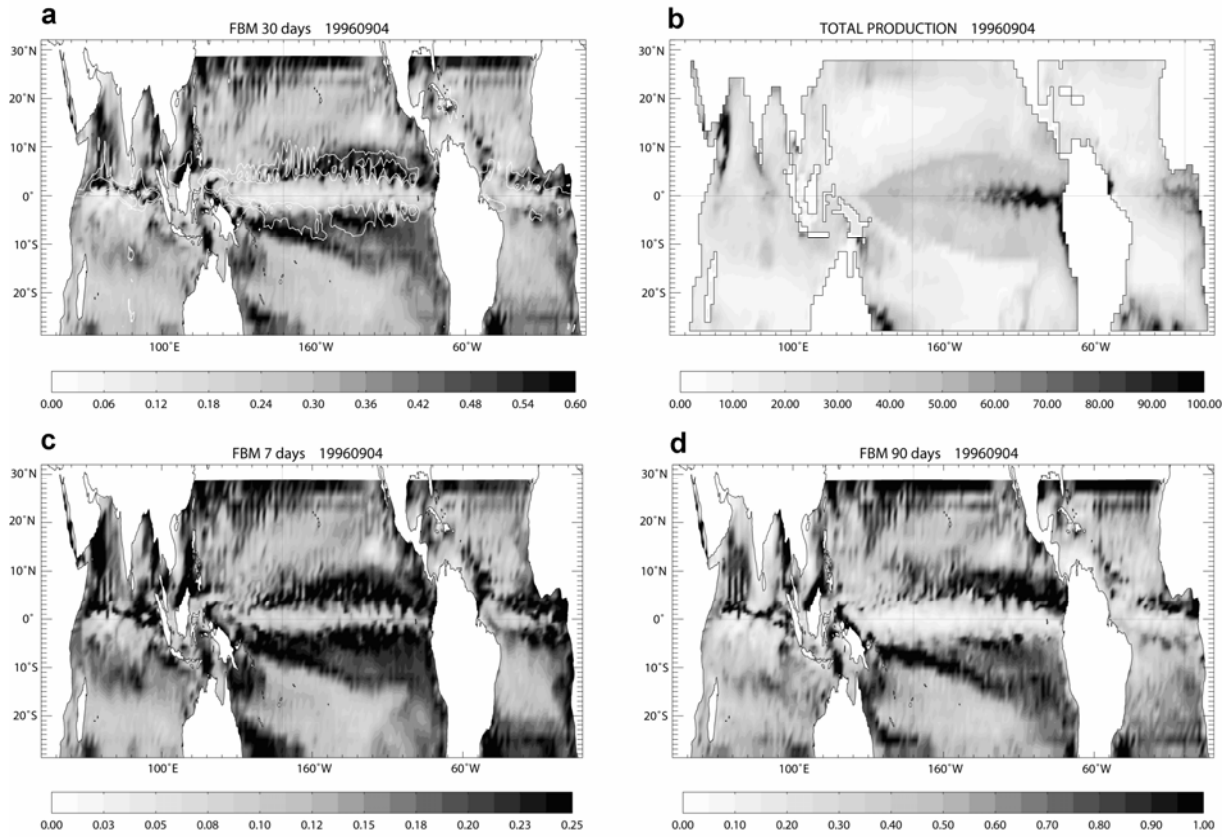 a
FBM 30 days 19960904
30˚N
20˚N
10˚N
0˚
10˚S
20˚S
100˚E 160˚W 60˚W
0.00 0.06 0.12 0.18 0.24 0.30 0.36 0.42 0.48 0.54 0.60
b
TOTAL PRODUCTION 19960904
30˚N
20˚N
10˚N
0˚
10˚S
20˚S
100˚E 160˚W 60˚W
0.00 10.00 20.00 30.00 40.00 50.00 60.00 70.00 80.00 90.00 100.00
c
FBM 7 days 19960904
30˚N
20˚N
10˚N
0˚
10˚S
20˚S
100˚E 160˚W 60˚W
0.00 0.03 0.05 0.08 0.10 0.12 0.15 0.18 0.20 0.23 0.25
d
FBM 90 days 19960904
30˚N
20˚N
10˚N
0˚
10˚S
20˚S
100˚E 160˚W 60˚W
0.00 0.10 0.20 0.30 0.40 0.50 0.60 0.70 0.80 0.90 1.00